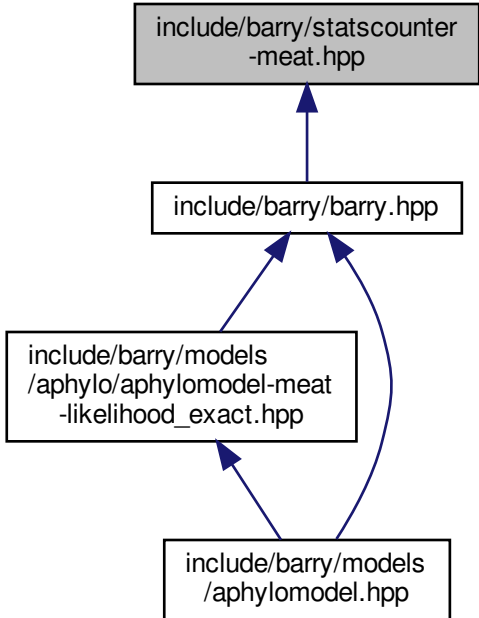 include/barry/statscounter
-meat.hpp
include/barry/barry.hpp
include/barry/models
/aphylo/aphylomodel-meat
-likelihood_exact.hpp
include/barry/models
/aphylomodel.hpp